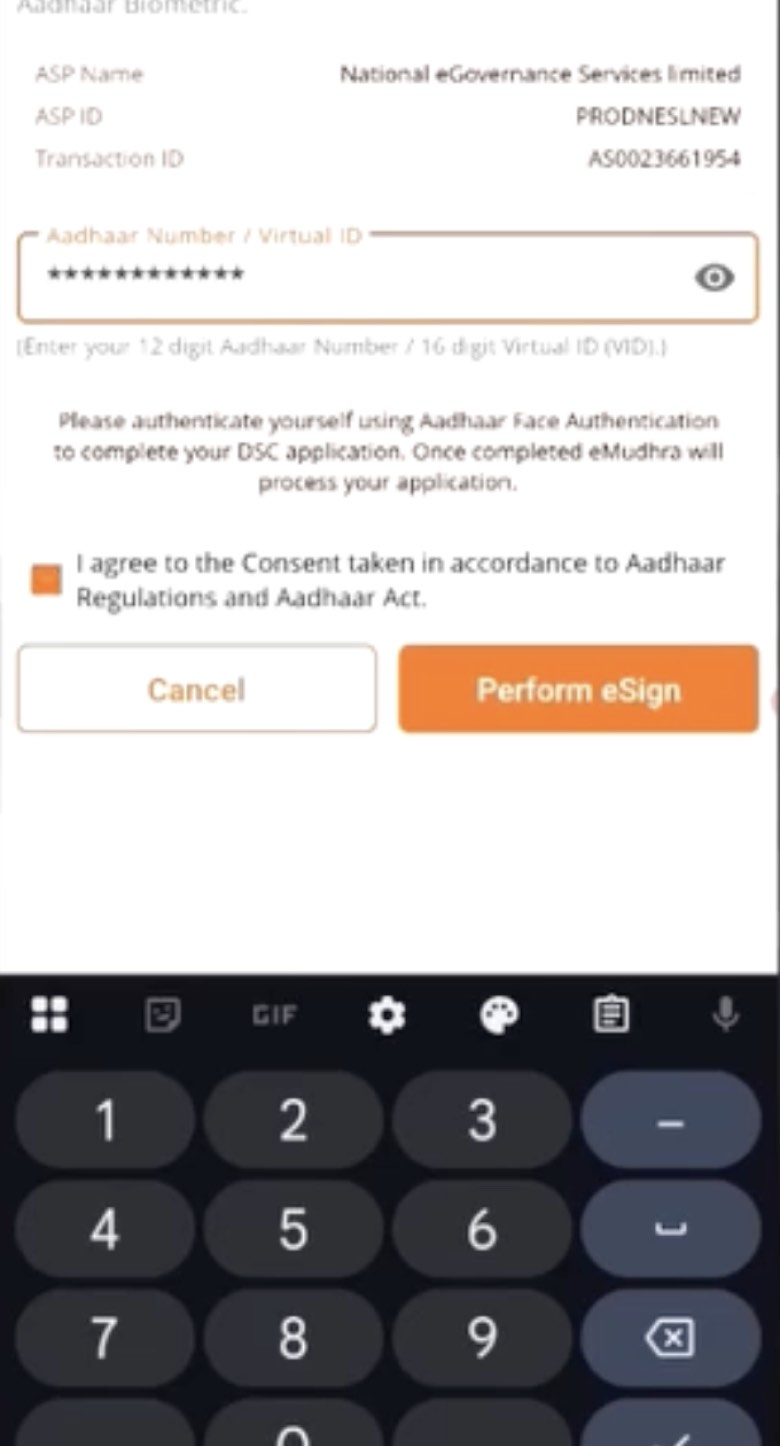 Aadhaar Biometric.
ASP Name National eGovernance Services limited
ASP ID PRODNESLNEW
Transaction ID AS0023661954
Aadhaar Number / Virtual ID
************
(Enter your 12 digit Aadhaar Number / 16 digit Virtual ID (VID).)
Please authenticate yourself using Aadhaar Face Authentication
to complete your DSC application. Once completed eMudhra will
process your application.
I agree to the Consent taken in accordance to Aadhaar
Regulations and Aadhaar Act.
Cancel Perform eSign
GIF
1 2 3 –
4 5 6
7 8 9
0